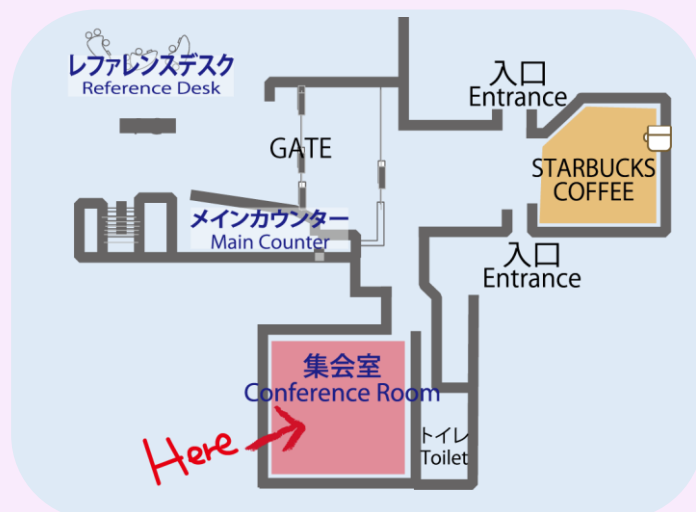 レファレンスデスク
Reference Desk
入口
Entrance
GATE
STARBUCKS
COFFEE
メインカウンター
Main Counter
入口
Entrance
集会室
Conference Room
Here
トイレ
Toilet